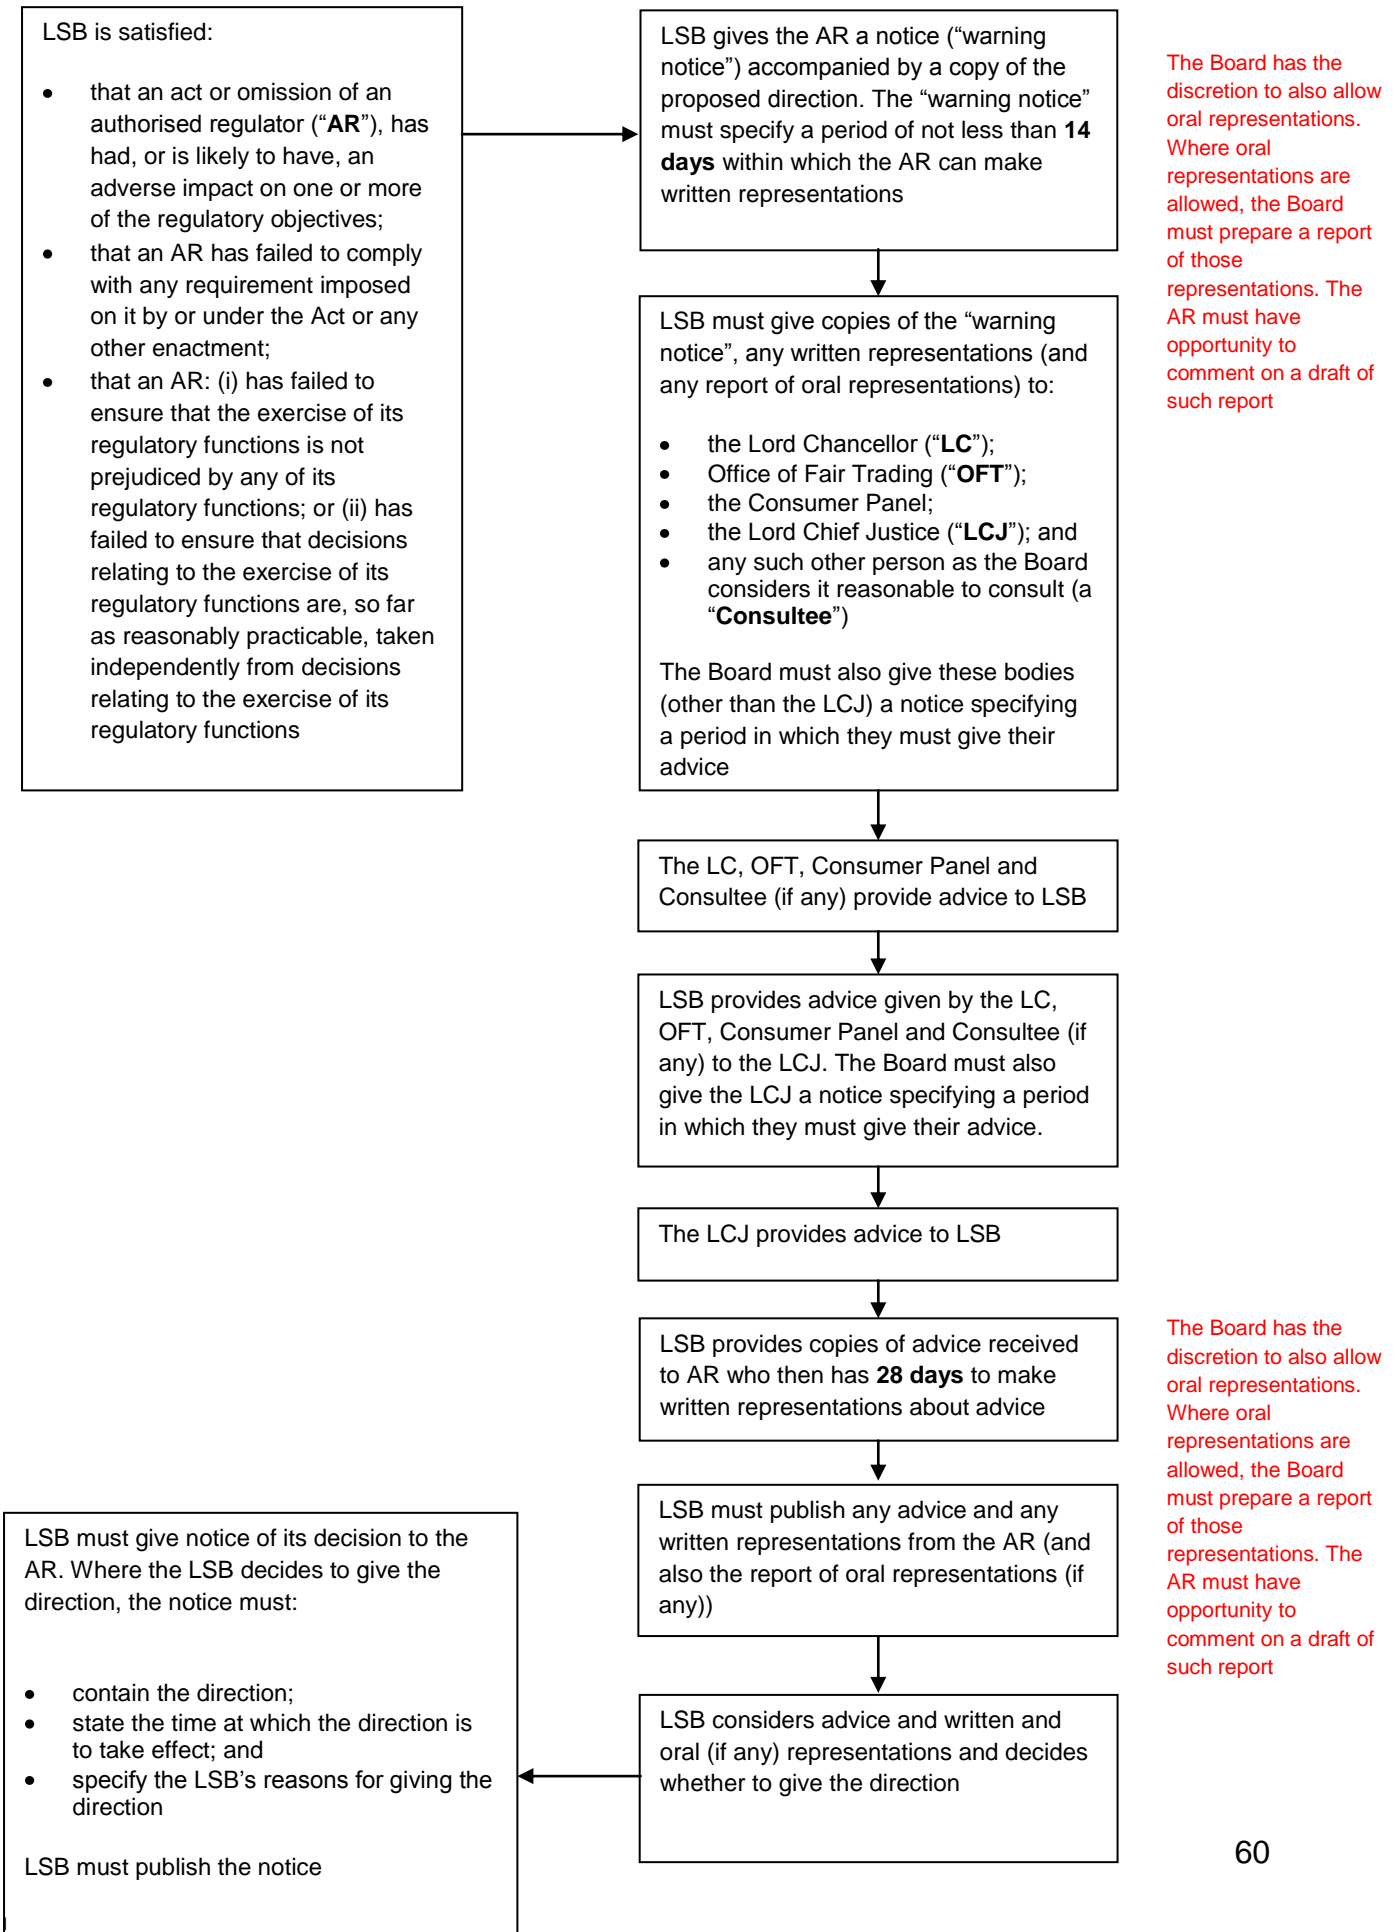 LSB is satisfied:
• that an act or omission of an
authorised regulator (“AR”), has
had, or is likely to have, an
adverse impact on one or more
of the regulatory objectives;
• that an AR has failed to comply
with any requirement imposed
on it by or under the Act or any
other enactment;
• that an AR: (i) has failed to
ensure that the exercise of its
regulatory functions is not
prejudiced by any of its
regulatory functions; or (ii) has
failed to ensure that decisions
relating to the exercise of its
regulatory functions are, so far
as reasonably practicable, taken
independently from decisions
relating to the exercise of its
regulatory functions
LSB gives the AR a notice (“warning
notice”) accompanied by a copy of the
proposed direction. The “warning notice”
must specify a period of not less than 14
days within which the AR can make
written representations
The Board has the
discretion to also allow
oral representations.
Where oral
representations are
allowed, the Board
must prepare a report
of those
representations. The
AR must have
opportunity to
comment on a draft of
such report
LSB must give copies of the “warning
notice”, any written representations (and
any report of oral representations) to:
• the Lord Chancellor (“LC”);
• Office of Fair Trading (“OFT”);
• the Consumer Panel;
• the Lord Chief Justice (“LCJ”); and
• any such other person as the Board
considers it reasonable to consult (a
“Consultee”)
The Board must also give these bodies
(other than the LCJ) a notice specifying
a period in which they must give their
advice
The LC, OFT, Consumer Panel and
Consultee (if any) provide advice to LSB
LSB provides advice given by the LC,
OFT, Consumer Panel and Consultee (if
any) to the LCJ. The Board must also
give the LCJ a notice specifying a period
in which they must give their advice.
The LCJ provides advice to LSB
LSB provides copies of advice received
to AR who then has 28 days to make
written representations about advice
The Board has the
discretion to also allow
oral representations.
Where oral
representations are
allowed, the Board
must prepare a report
of those
representations. The
AR must have
opportunity to
comment on a draft of
such report
LSB must publish any advice and any
written representations from the AR (and
also the report of oral representations (if
any))
LSB considers advice and written and
oral (if any) representations and decides
whether to give the direction
LSB must give notice of its decision to the
AR. Where the LSB decides to give the
direction, the notice must:
• contain the direction;
• state the time at which the direction is
to take effect; and
• specify the LSB’s reasons for giving the
direction
LSB must publish the notice
60